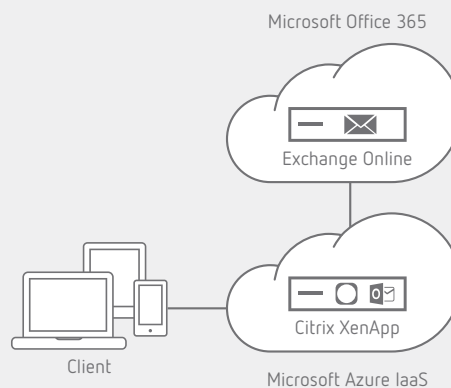 Microsoft Office 365
Exchange Online
o
Citrix XenApp
Client
Microsoft Azure IaaS